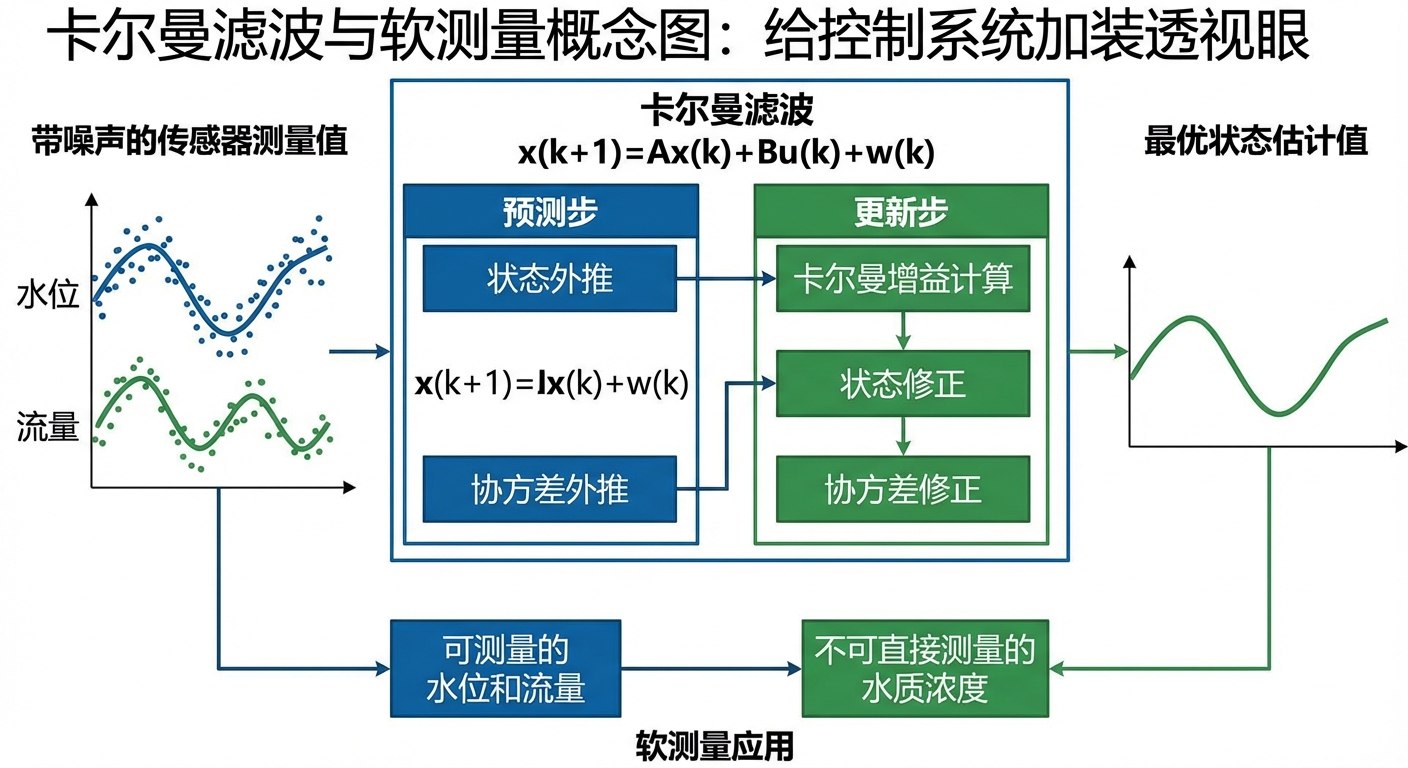 卡尔曼滤波与软测量概念图：给控制系统加装透视眼
带噪声的传感器测量值
水位
流量
卡尔曼滤波
x(k+1)=Ax(k)+Bu(k)+w(k)
预测步
状态外推
x(k+1)=Ix(k)+w(k)
协方差外推
更新步
卡尔曼增益计算
状态修正
协方差修正
最优状态估计值
可测量的
水位和流量
不可直接测量的
水质浓度
软测量应用